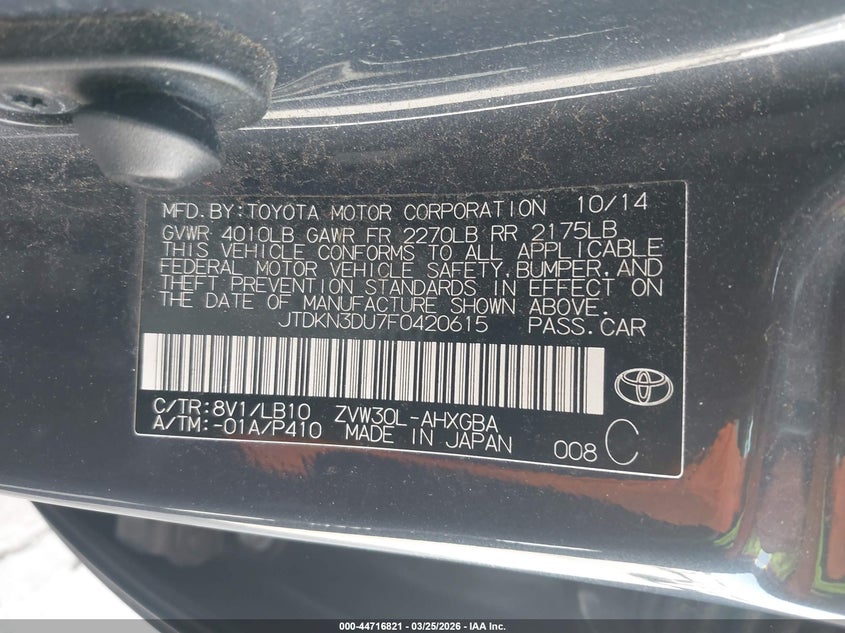 MFD.BY:TOYOTA MOTOR CORPORATION 10/14
GVWR 4010LB GAWR FR 2270LB RR 2175LB
THIS VEHICLE CONFORMS TO ALL APPLICABLE
FEDERAL MOTOR VEHICLE SAFETY,BUMPER,AND
THEFT PREVENTION STANDARDS IN EFFECT ON
THE DATE OF MANUFACTURE SHOWN ABOVE.
JTDKN3DU7F0420615 PASS.CAR
C/TR:8V1/LB10 ZVW30L-AHXGBA
A/TM:-01A/P410 MADE IN JAPAN 008 C
000-44716821 | 03/25/2026 | IAA Inc.